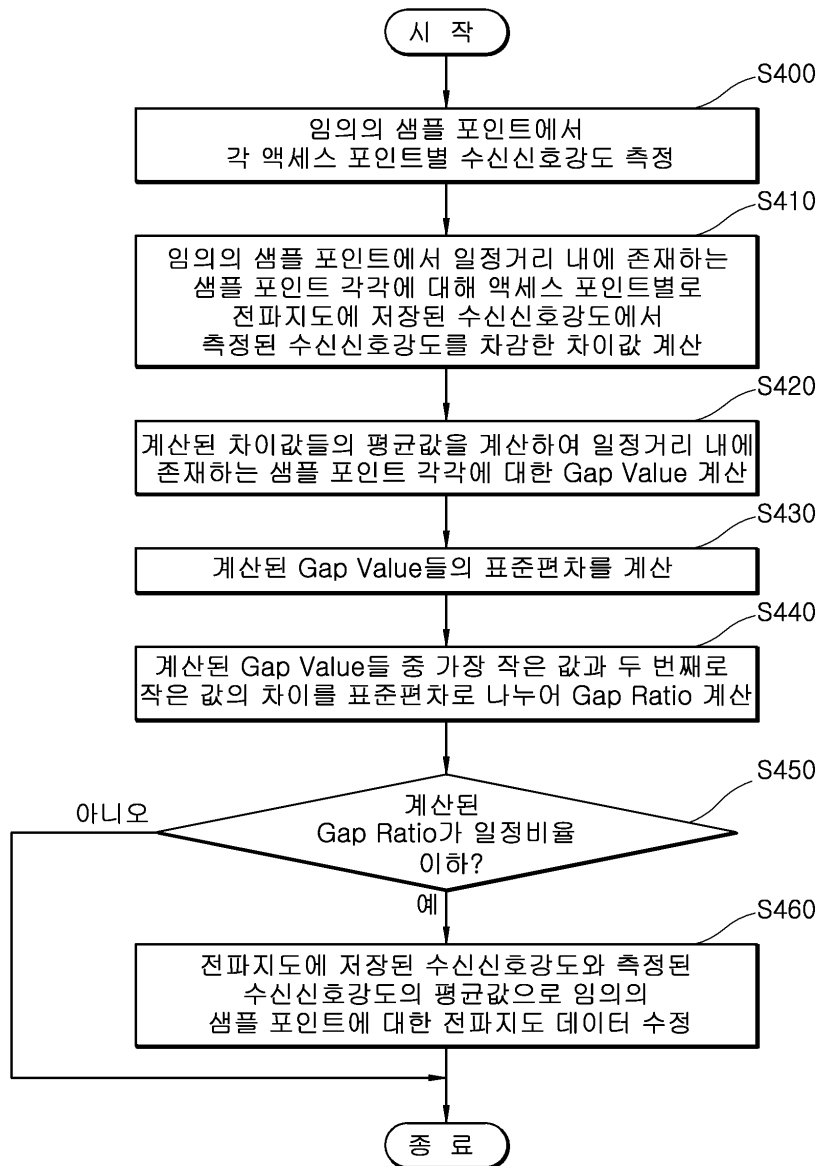 시 작
S400
임의의 샘플 포인트에서
각 액세스 포인트별 수신신호강도 측정
S410
임의의 샘플 포인트에서 일정거리 내에 존재하는
샘플 포인트 각각에 대해 액세스 포인트별로
전파지도에 저장된 수신신호강도에서
측정된 수신신호강도를 차감한 차이값 계산
S420
계산된 차이값들의 평균값을 계산하여 일정거리 내에
존재하는 샘플 포인트 각각에 대한 Gap Value 계산
S430
계산된 Gap Value들의 표준편차를 계산
S440
계산된 Gap Value들 중 가장 작은 값과 두 번째로
작은 값의 차이를 표준편차로 나누어 Gap Ratio 계산
S450
아니오
계산된
Gap Ratio가 일정비율
이하?
예
S460
전파지도에 저장된 수신신호강도와 측정된
수신신호강도의 평균값으로 임의의
샘플 포인트에 대한 전파지도 데이터 수정
종 료